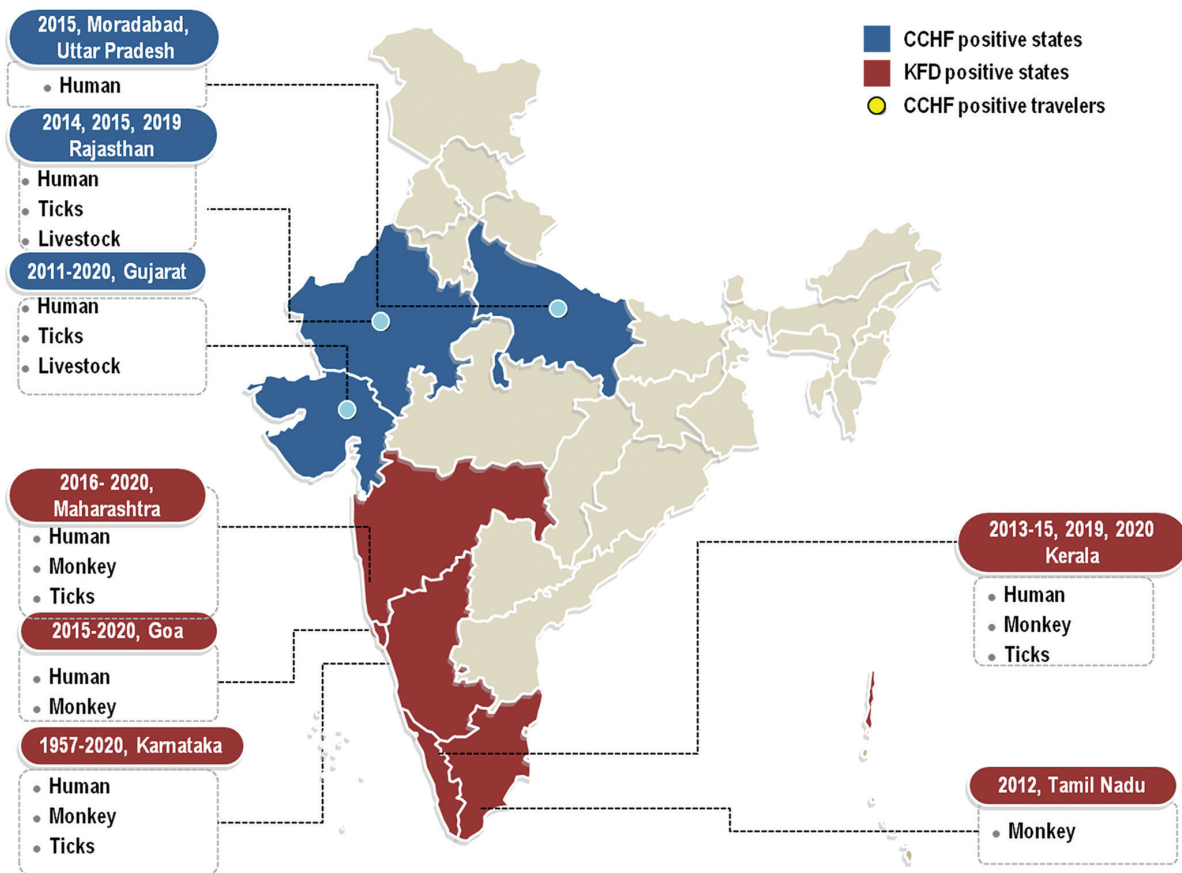 2015, Moradabad,
Uttar Pradesh
Human
2014, 2015, 2019
Rajasthan
Human
Ticks
Livestock
2011-2020, Gujarat
Human
Ticks
Livestock
2016- 2020,
Maharashtra
Human
Monkey
Ticks
2015-2020, Goa
Human
Monkey
1957-2020, Karnataka
Human
Monkey
Ticks
CCHF positive states
KFD positive states
CCHF positive travelers
2013-15, 2019, 2020
Kerala
Human
Monkey
Ticks
2012, Tamil Nadu
Monkey